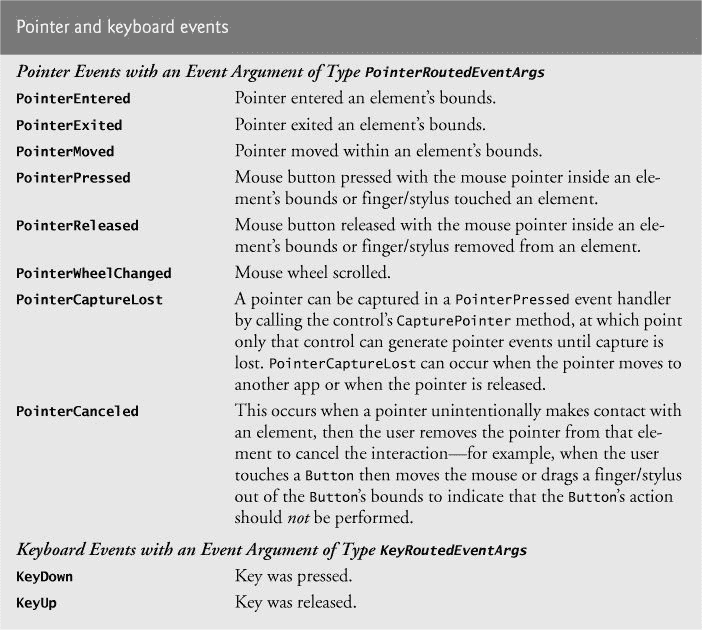 Pointer and keyboard events
Pointer Events with an Event Argument of Type PointerRoutedEventArgs
PointerEntered Pointer entered an element’s bounds.
PointerExited Pointer exited an element’s bounds.
PointerMoved Pointer moved within an element’s bounds.
PointerPressed Mouse button pressed with the mouse pointer inside an ele-
ment’s bounds or finger/stylus touched an element.
PointerReleased Mouse button released with the mouse pointer inside an ele-
ment’s bounds or finger/stylus removed from an element.
PointerWheelChanged Mouse wheel scrolled.
PointerCaptureLost A pointer can be captured in a PointerPressed event handler
by calling the control’s CapturePointer method, at which point
only that control can generate pointer events until capture is
lost. PointerCaptureLost can occur when the pointer moves to
another app or when the pointer is released.
PointerCanceled This occurs when a pointer unintentionally makes contact with
an element, then the user removes the pointer from that ele-
ment to cancel the interaction—for example, when the user
touches a Button then moves the mouse or drags a finger/stylus
out of the Button’s bounds to indicate that the Button’s action
should not be performed.
Keyboard Events with an Event Argument of Type KeyRoutedEventArgs
KeyDown Key was pressed.
KeyUp Key was released.